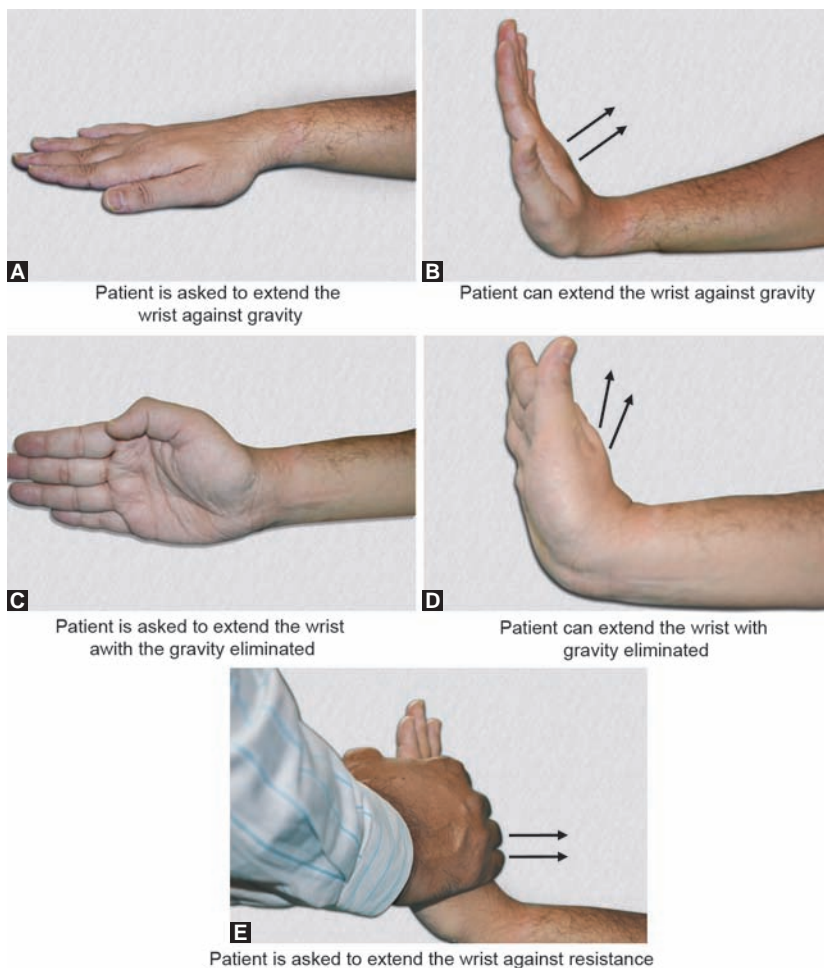 A
Patient is asked to extend the
wrist against gravity
B
Patient can extend the wrist against gravity
C
Patient is asked to extend the wrist
awith the gravity eliminated
D
Patient can extend the wrist with
gravity eliminated
E
Patient is asked to extend the wrist against resistance